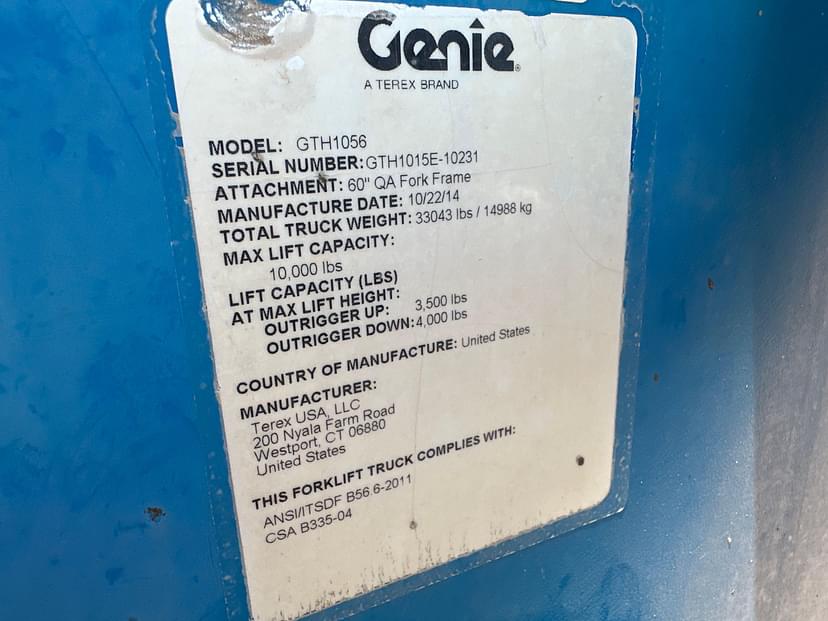 Genie®
A TEREX BRAND
MODEL: GTH1056
SERIAL NUMBER: GTH1015E-10231
ATTACHMENT: 60" QA Fork Frame
MANUFACTURE DATE: 10/22/14
TOTAL TRUCK WEIGHT: 33043 lbs / 14988 kg
MAX LIFT CAPACITY:
10,000 lbs
LIFT CAPACITY (LBS)
AT MAX LIFT HEIGHT:
OUTRIGGER UP: 3,500 lbs
OUTRIGGER DOWN: 4,000 lbs
COUNTRY OF MANUFACTURE: United States
MANUFACTURER:
Terex USA, LLC
200 Nyala Farm Road
Westport, CT 06880
United States
THIS FORKLIFT TRUCK COMPLIES WITH:
ANSI/ITSDF B56.6-2011
CSA B335-04